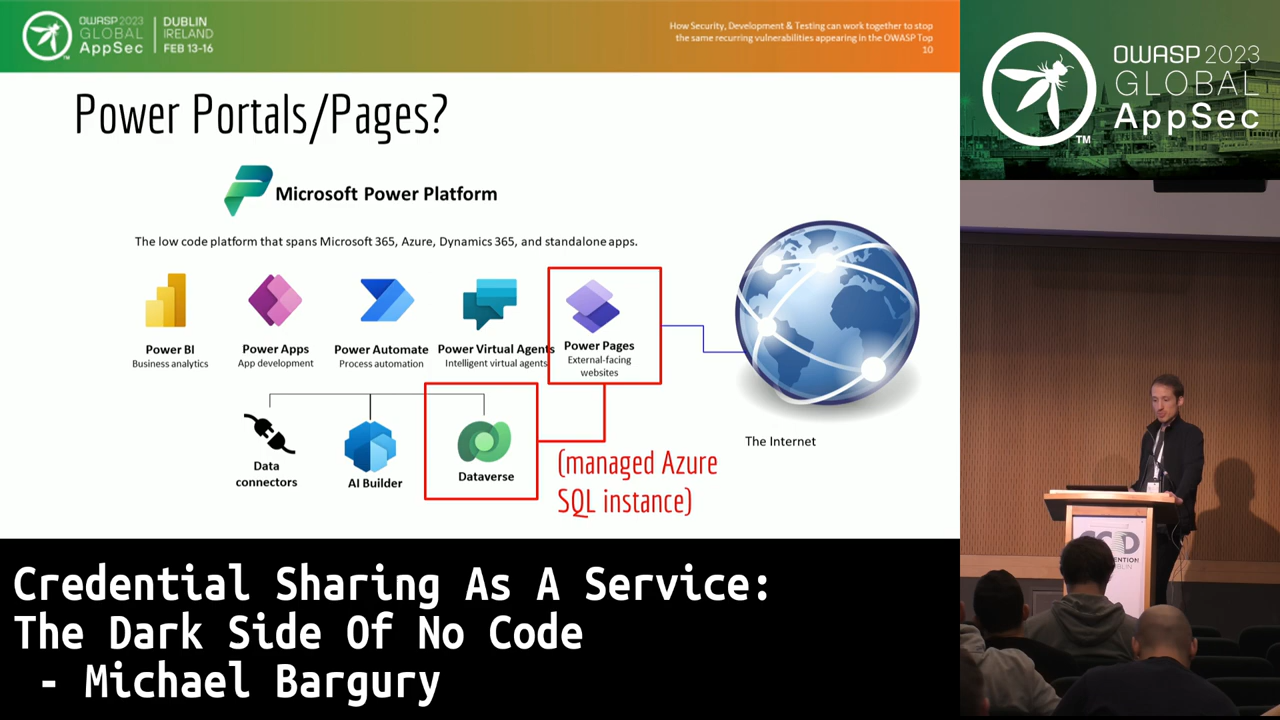 OWASP 2023
GLOBAL
AppSec
DUBLIN
IRELAND
FEB 13-16
TM
How Security, Development & Testing can work together to stop
the same recurring vulnerabilities appearing in the OWASP Top
10
Power Portals/Pages?
Microsoft Power Platform
The low code platform that spans Microsoft 365, Azure, Dynamics 365, and standalone apps.
Power BI
Business analytics
Power Apps
App development
Power Automate
Process automation
Power Virtual Agents
Intelligent virtual agents
Power Pages
External-facing
websites
Data
connectors
AI Builder
Dataverse
(managed Azure
SQL instance)
The Internet
OWASP 2023
GLOBAL
AppSec
TM
Credential Sharing As A Service:
The Dark Side Of No Code
- Michael Bargury